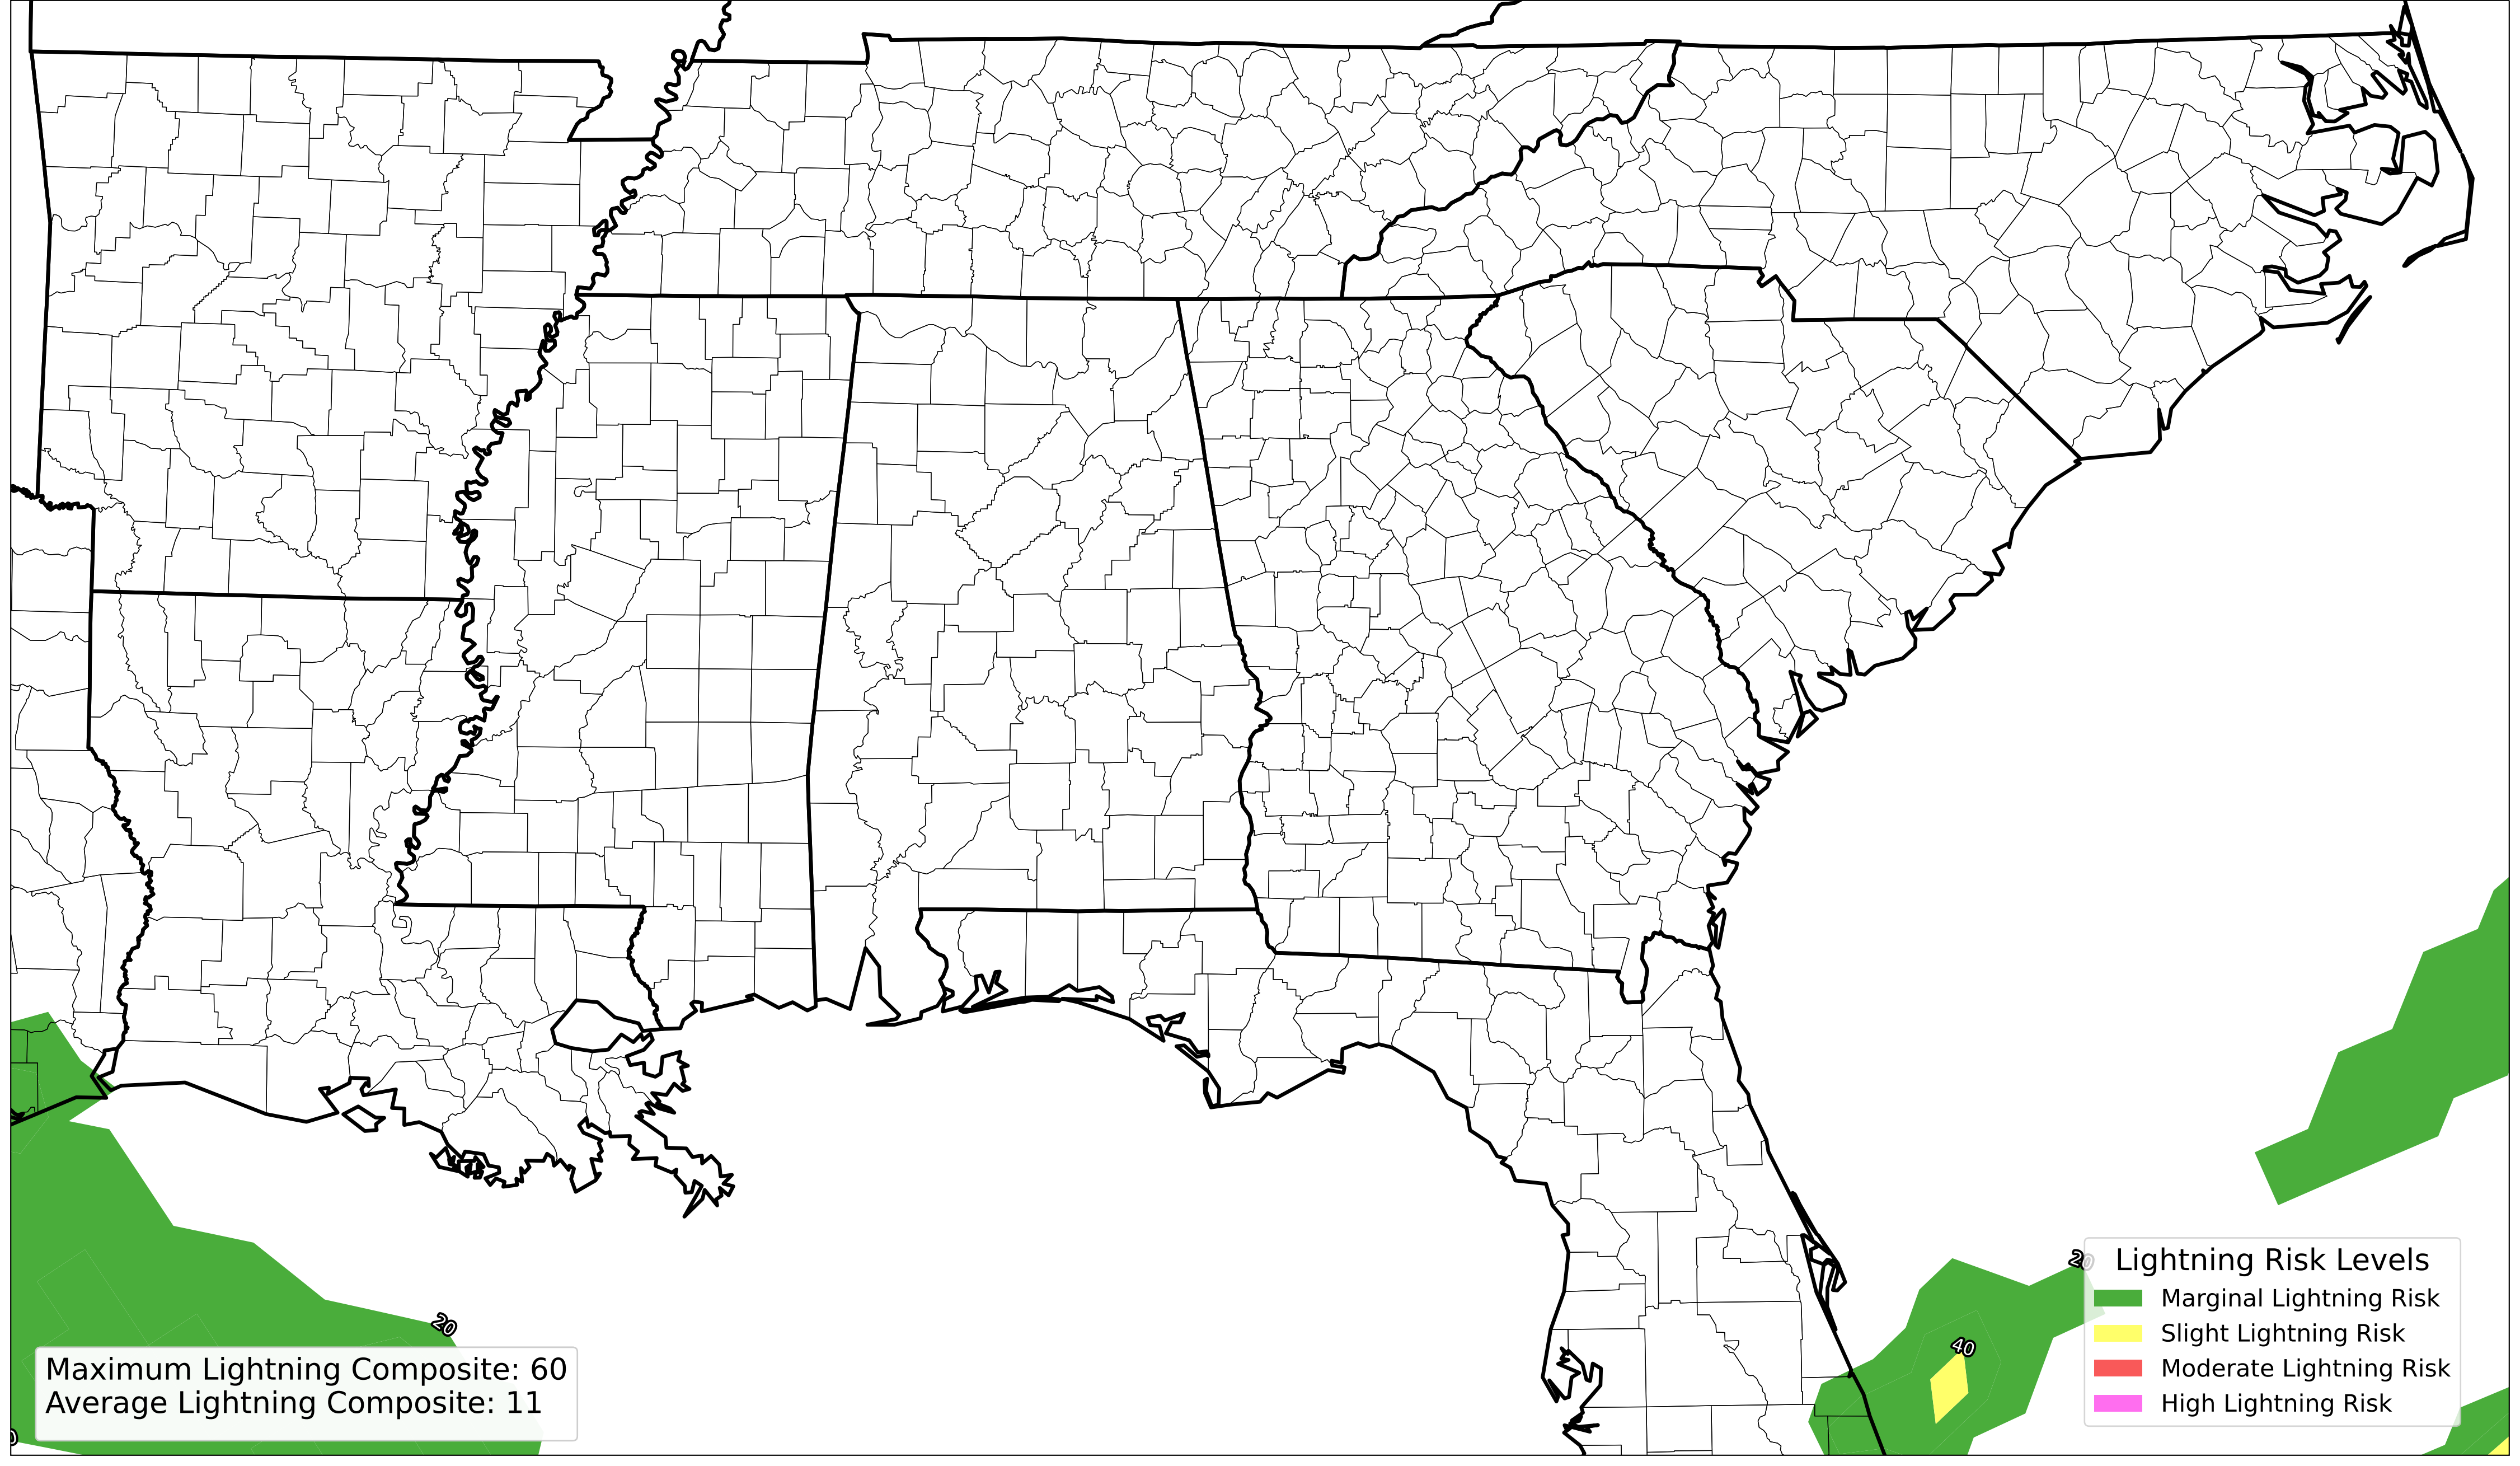 20
Lightning Risk Levels
Marginal Lightning Risk
Slight Lightning Risk
Moderate Lightning Risk
High Lightning Risk
20
40
Maximum Lightning Composite: 60
Average Lightning Composite: 11